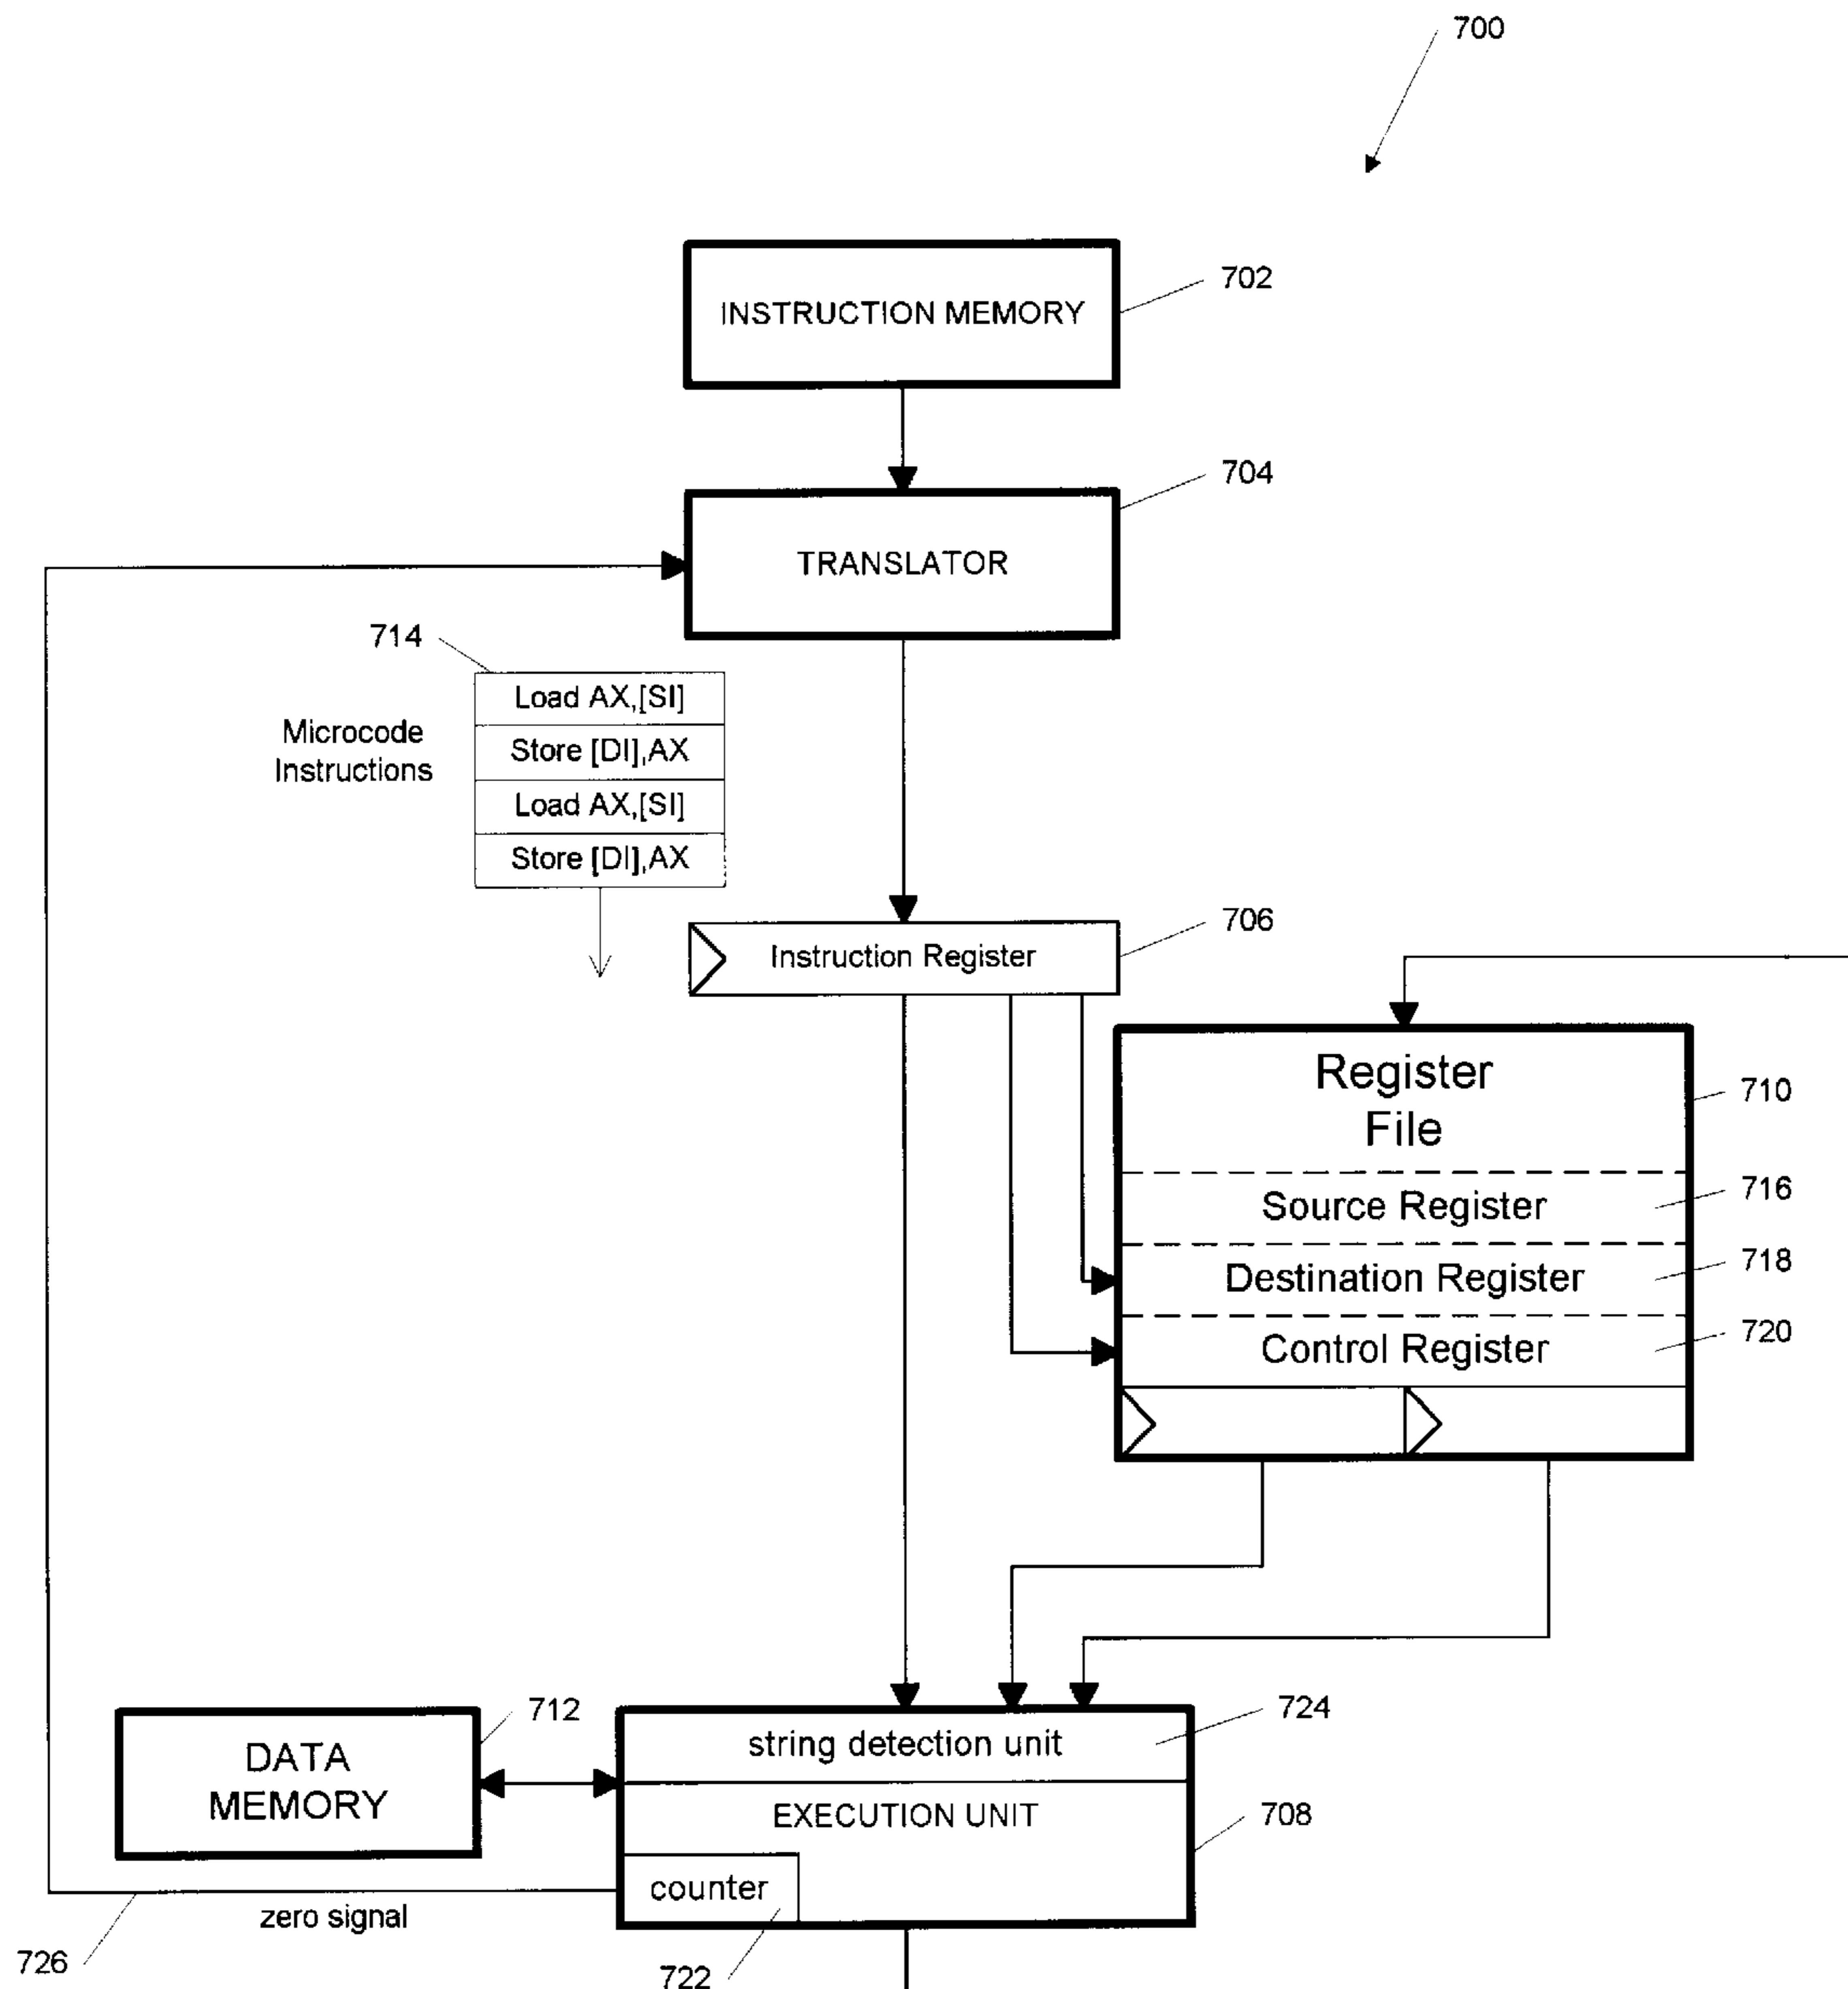 700
INSTRUCTION MEMORY
702
TRANSLATOR
704
714
Microcode
Instructions
Load AX,[SI]
Store [DI],AX
Load AX,[SI]
Store [DI],AX
Instruction Register
706
Register
File
710
Source Register
716
Destination Register
718
Control Register
720
DATA
MEMORY
712
string detection unit
724
EXECUTION UNIT
708
counter
722
zero signal
726